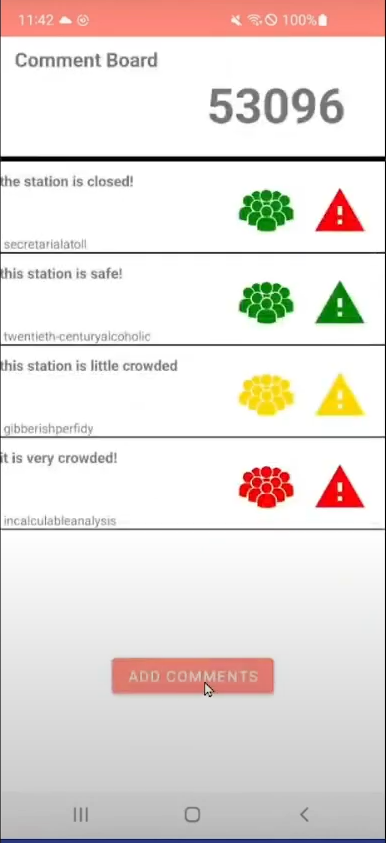 11:42 100%
Comment Board
53096
the station is closed!
secretarialatoll
this station is safe!
twentieth-centuryalcoholic
this station is little crowded
gibberishperfidy
it is very crowded!
incalculableanalysis
ADD COMMENTS